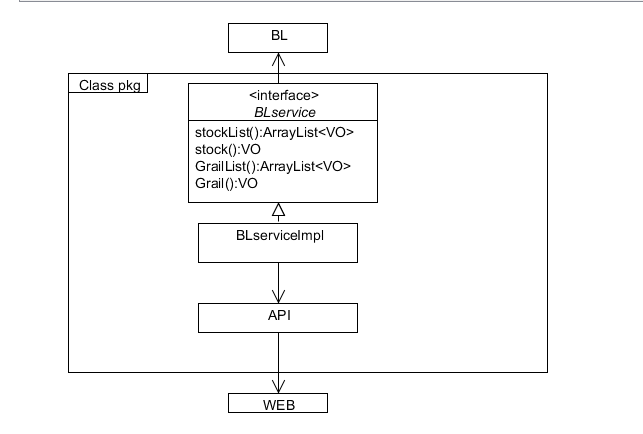 BL
Class pkg
<interface>
BLservice
stockList():ArrayList<VO>
stock():VO
GrailList():ArrayList<VO>
Grail():VO
BLserviceImpl
API
WEB